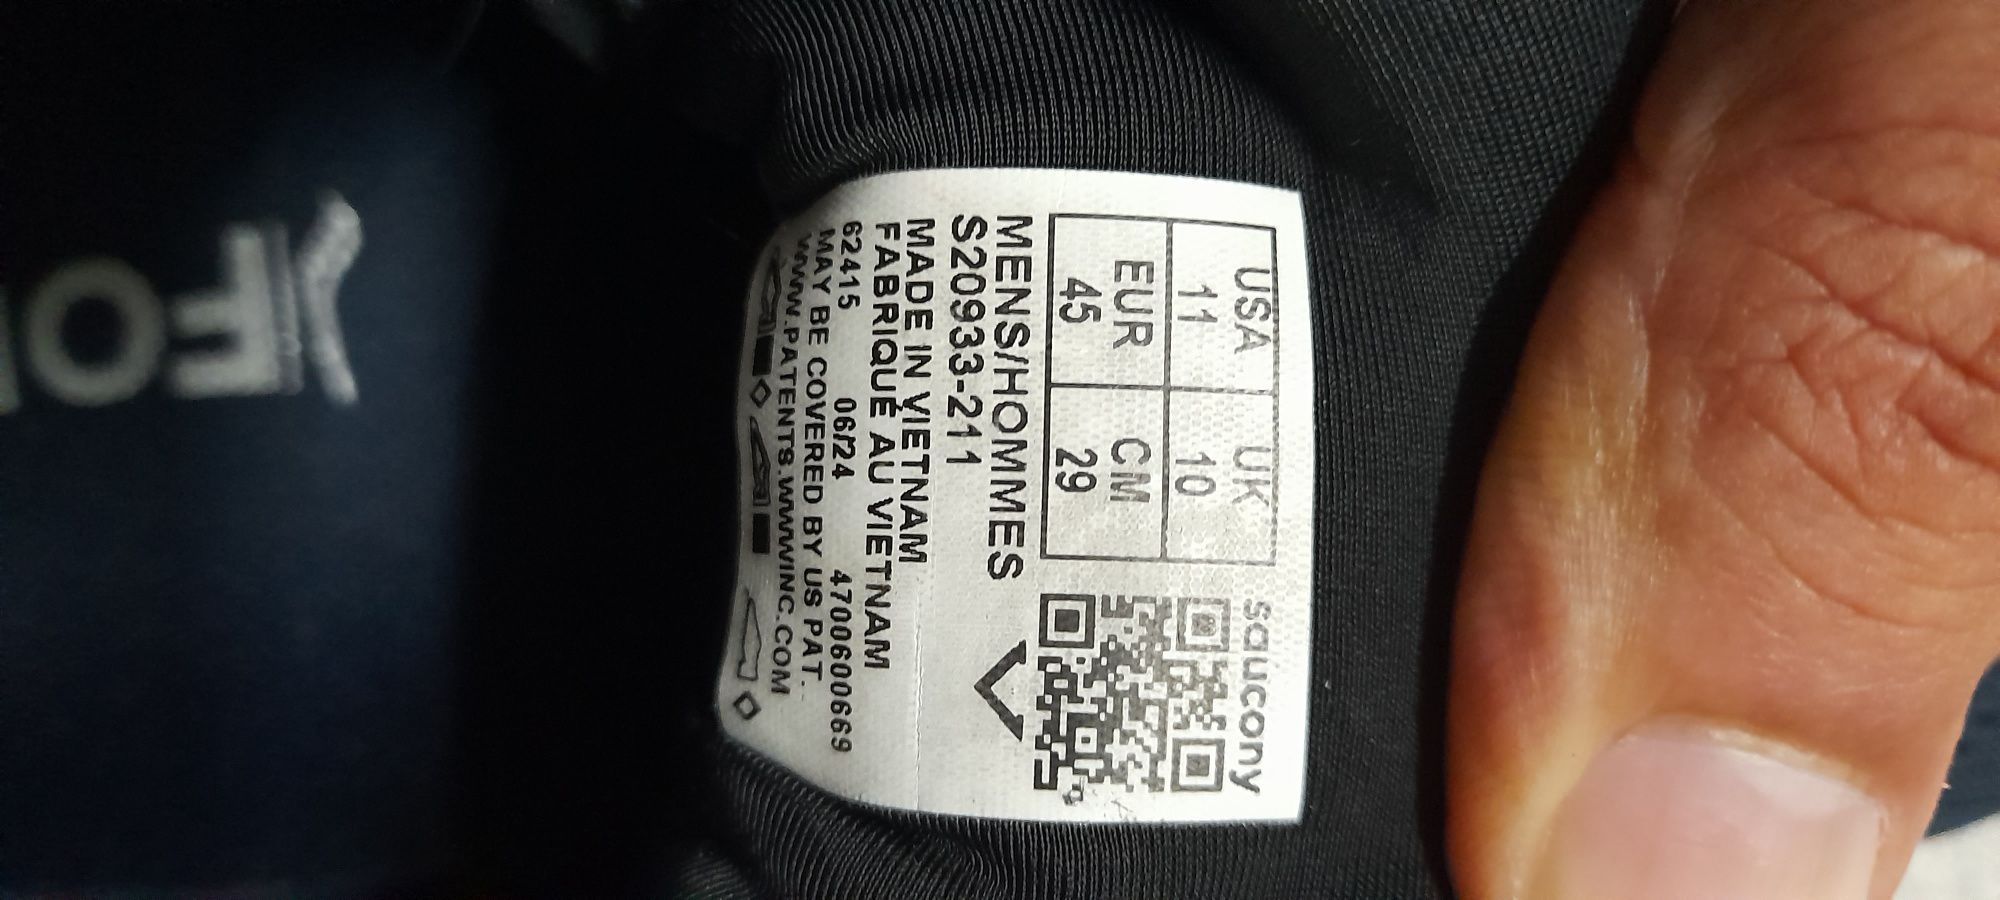 saucony
USA UK
11 10
EUR CM
45 29
MENS/HOMMES
S20933-211
MADE IN VIETNAM
FABRIQUÉ AU VIETNAM
62415 06/24 4700600669
MAY BE COVERED BY US PAT.
WWW.PATENTS.WWWINC.COM
FO